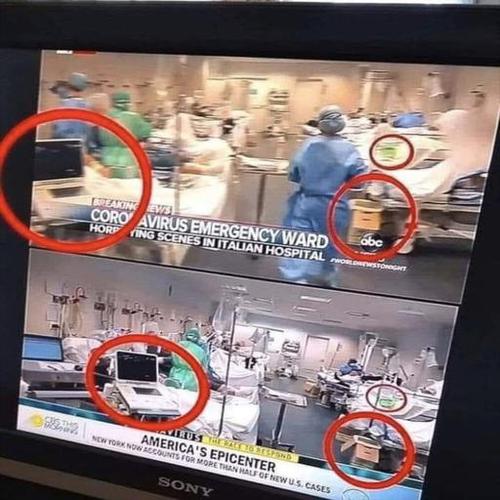 BREAKING NEWS
CORONAVIRUS EMERGENCY WARD
HORRIFYING SCENES IN ITALIAN HOSPITAL
abc
#WORLDNEWSTONIGHT
CBS THIS MORNING
VIRUS THE RACE TO RESPOND
AMERICA'S EPICENTER
NEW YORK NOW ACCOUNTS FOR MORE THAN HALF OF NEW U.S. CASES
SONY